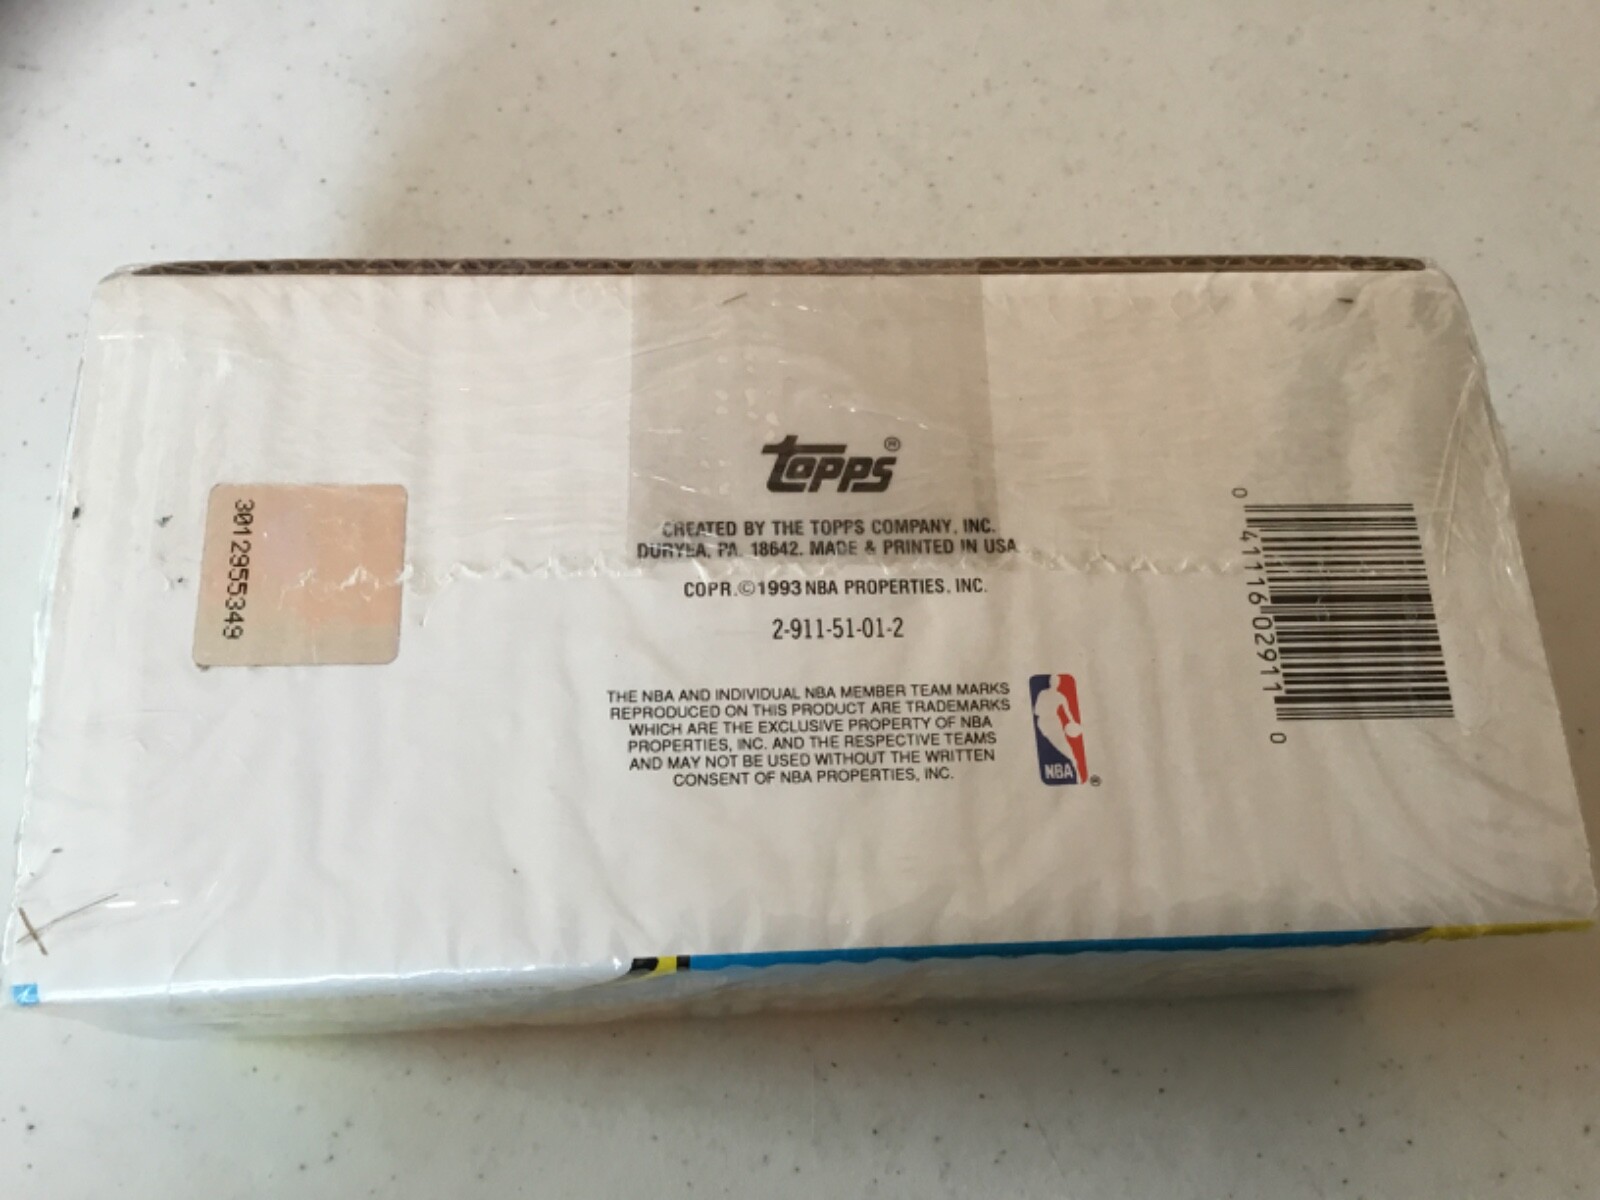 topps®
CREATED BY THE TOPPS COMPANY, INC.
DURYEA, PA. 18642. MADE & PRINTED IN USA
COPR.©1993 NBA PROPERTIES, INC.
2-911-51-01-2
THE NBA AND INDIVIDUAL NBA MEMBER TEAM MARKS
REPRODUCED ON THIS PRODUCT ARE TRADEMARKS
WHICH ARE THE EXCLUSIVE PROPERTY OF NBA
PROPERTIES, INC. AND THE RESPECTIVE TEAMS
AND MAY NOT BE USED WITHOUT THE WRITTEN
CONSENT OF NBA PROPERTIES, INC.
NBA®
3012955349
0 41116 02911 0